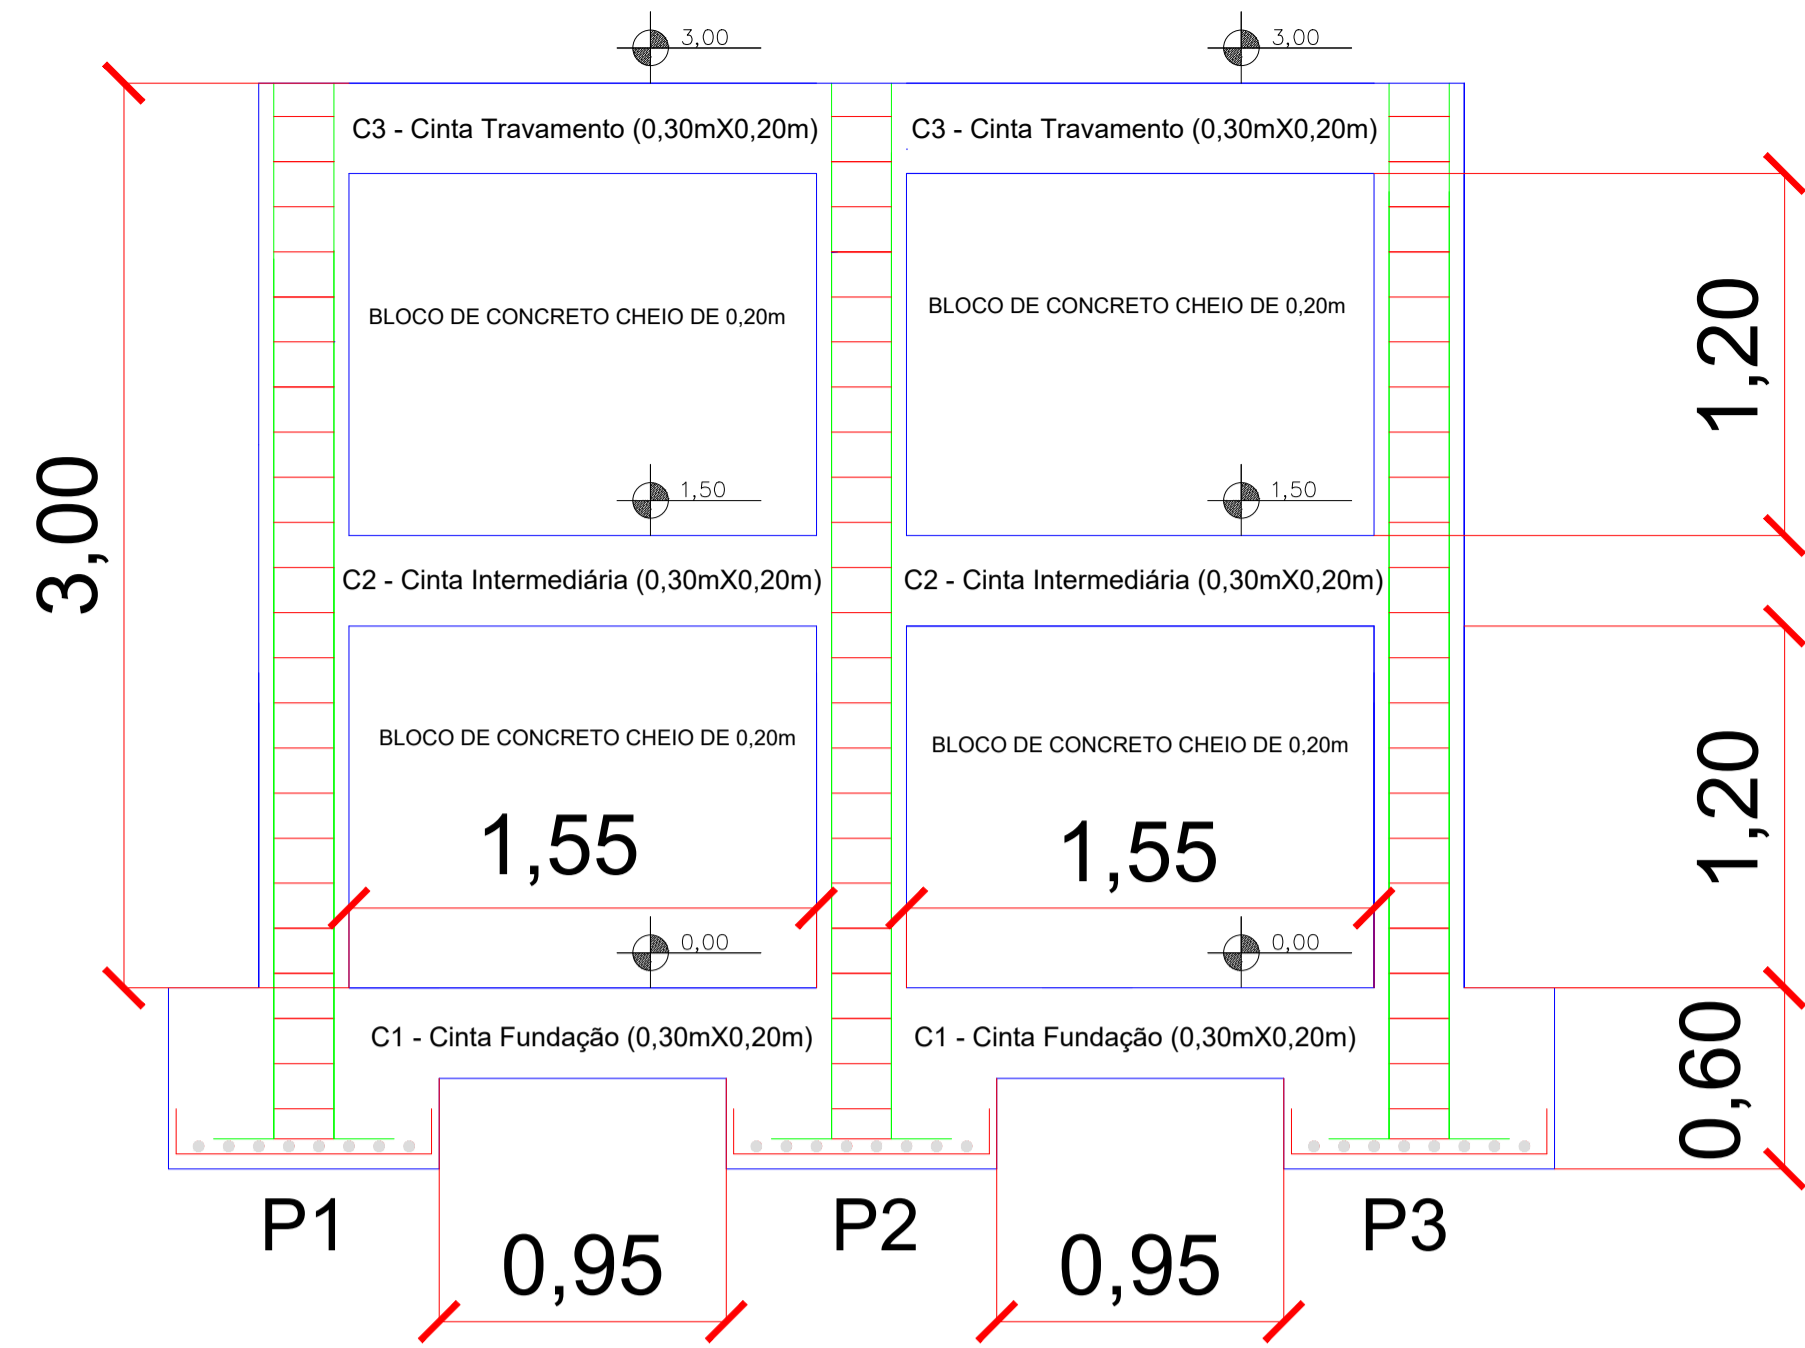 3,00
3,00
C3 - Cinta Travamento (0,30mX0,20m)
C3 - Cinta Travamento (0,30mX0,20m)
BLOCO DE CONCRETO CHEIO DE 0,20m
BLOCO DE CONCRETO CHEIO DE 0,20m
1,20
3,00
1,50
1,50
C2 - Cinta Intermediária (0,30mX0,20m)
C2 - Cinta Intermediária (0,30mX0,20m)
BLOCO DE CONCRETO CHEIO DE 0,20m
BLOCO DE CONCRETO CHEIO DE 0,20m
1,20
1,55
1,55
0,00
0,00
C1 - Cinta Fundação (0,30mX0,20m)
C1 - Cinta Fundação (0,30mX0,20m)
0,60
P1
P2
P3
0,95
0,95